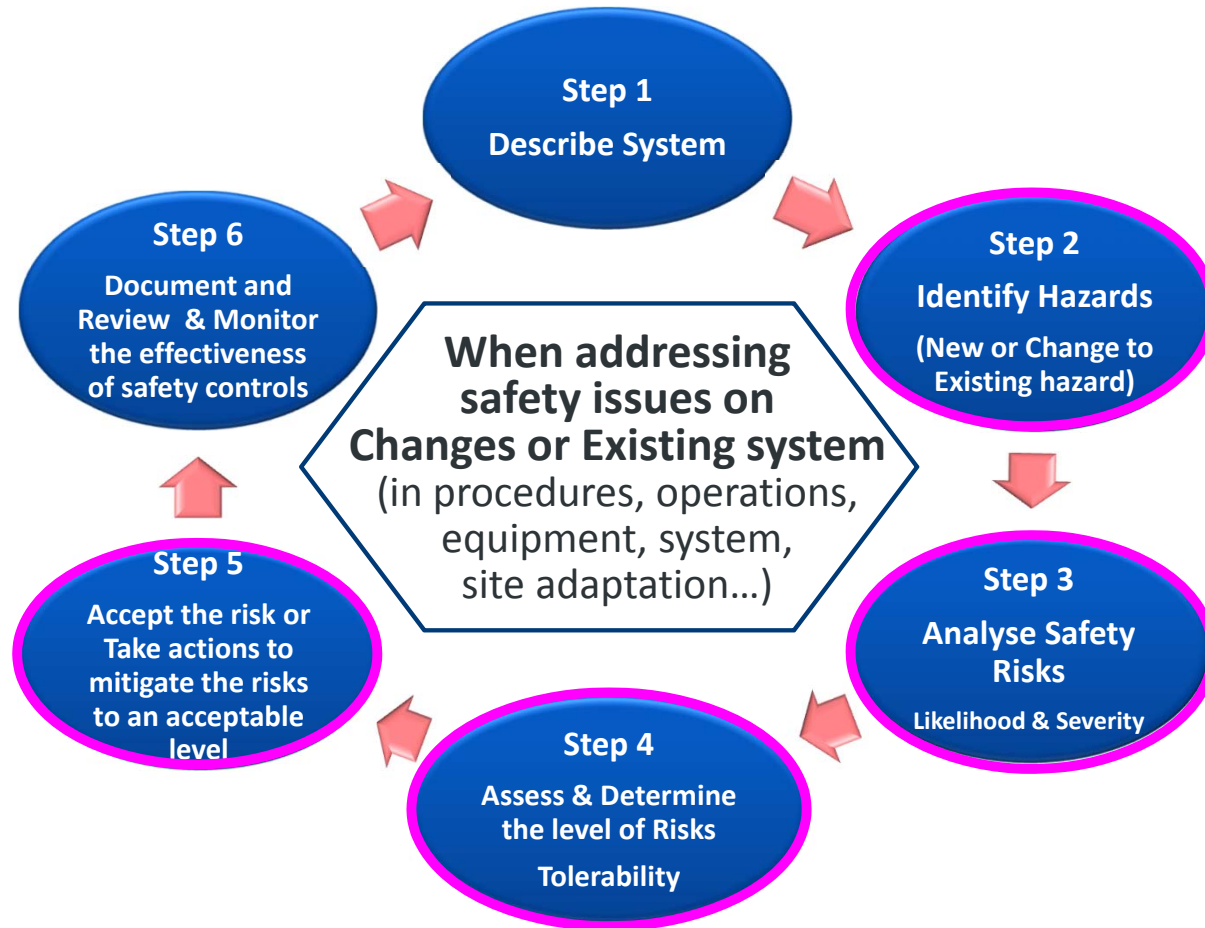 Step 1
Describe System
Step 2
Identify Hazards
(New or Change to
Existing hazard)
Step 3
Analyse Safety
Risks
Likelihood & Severity
Step 4
Assess & Determine
the level of Risks
Tolerability
Step 5
Accept the risk or
Take actions to
mitigate the risks
to an acceptable
level
Step 6
Document and
Review & Monitor
the effectiveness
of safety controls
When addressing
safety issues on
Changes or Existing system
(in procedures, operations,
equipment, system,
site adaptation...)